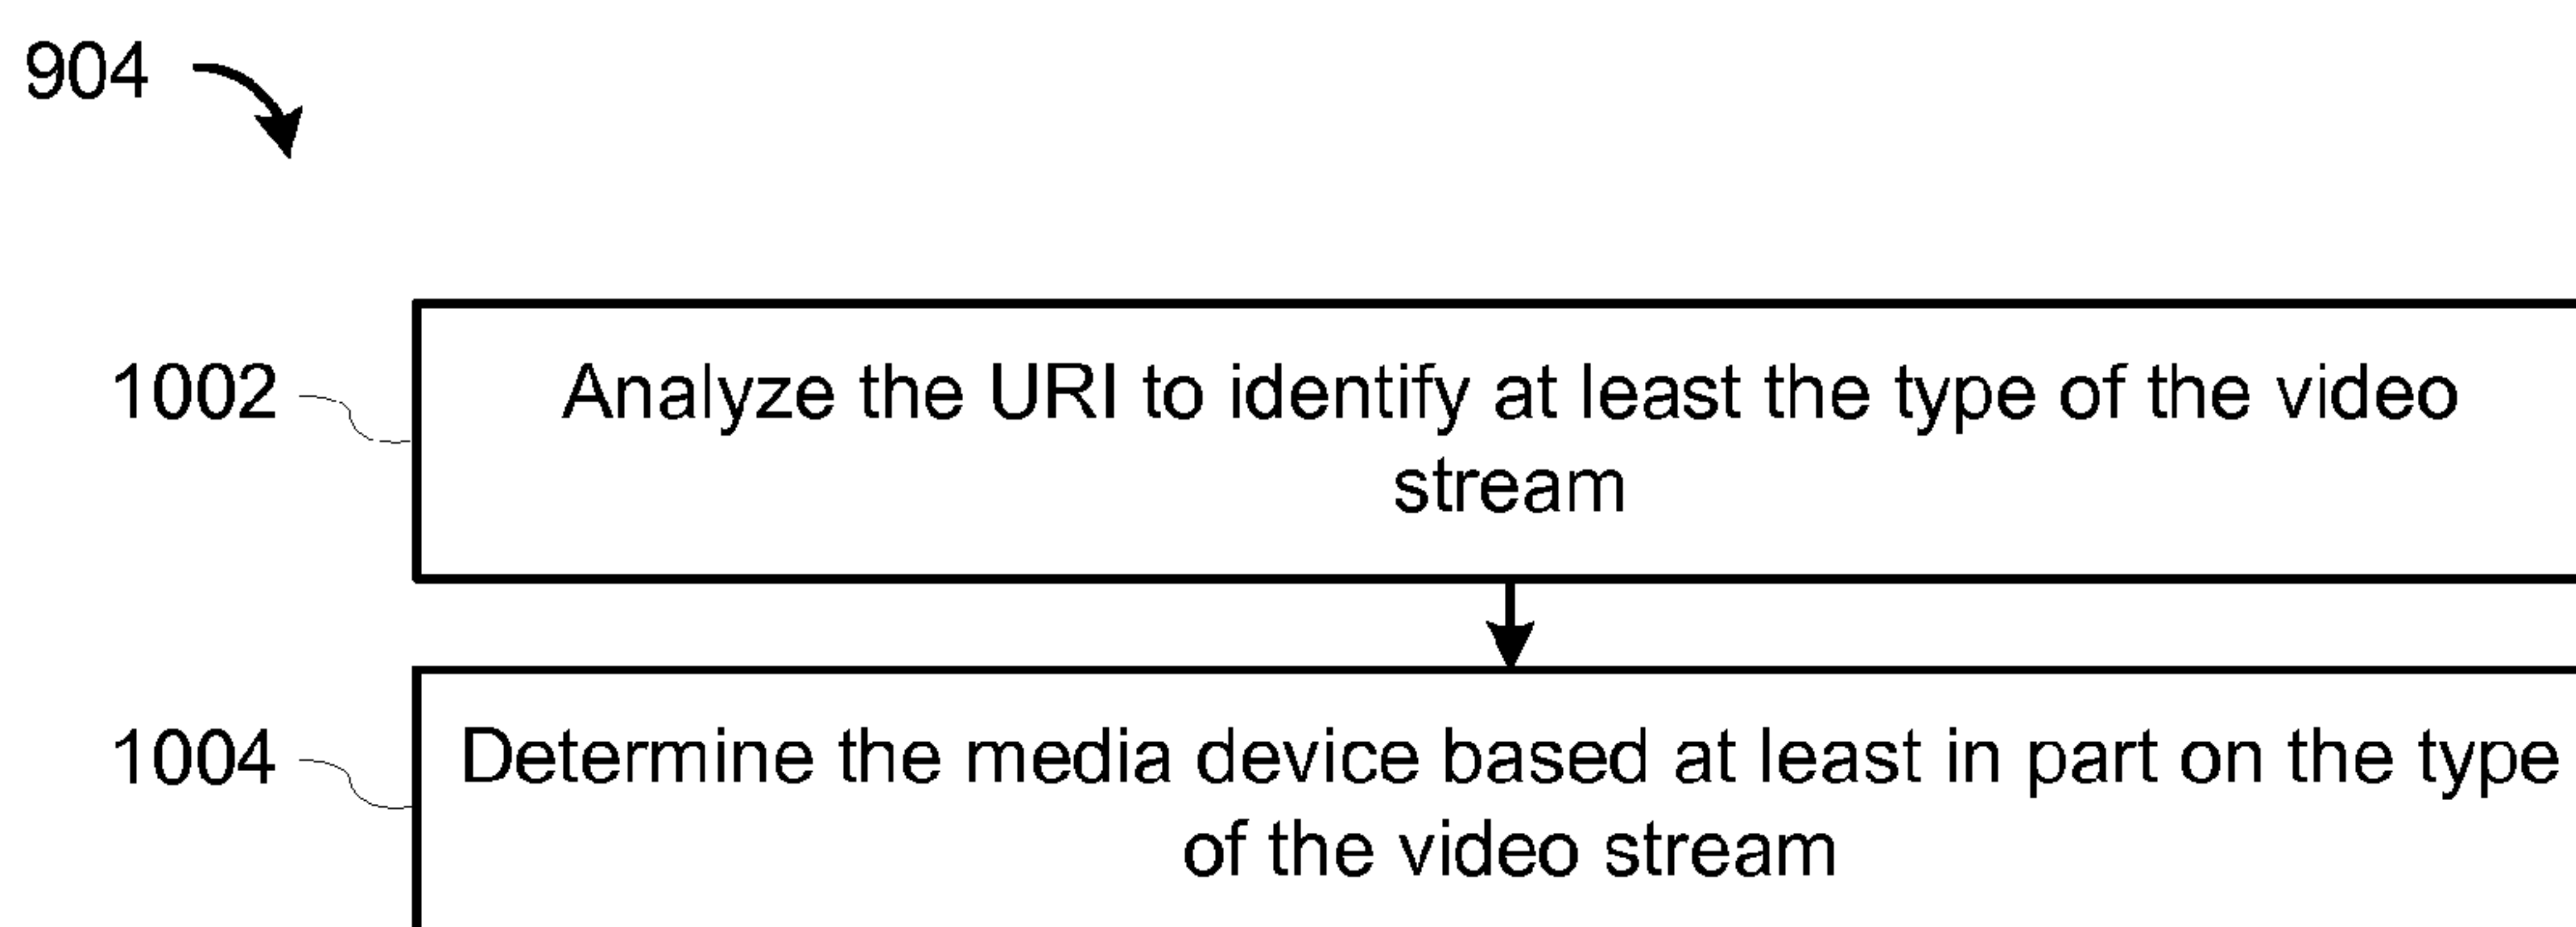 904
1002
Analyze the URI to identify at least the type of the video
stream
1004
Determine the media device based at least in part on the type
of the video stream